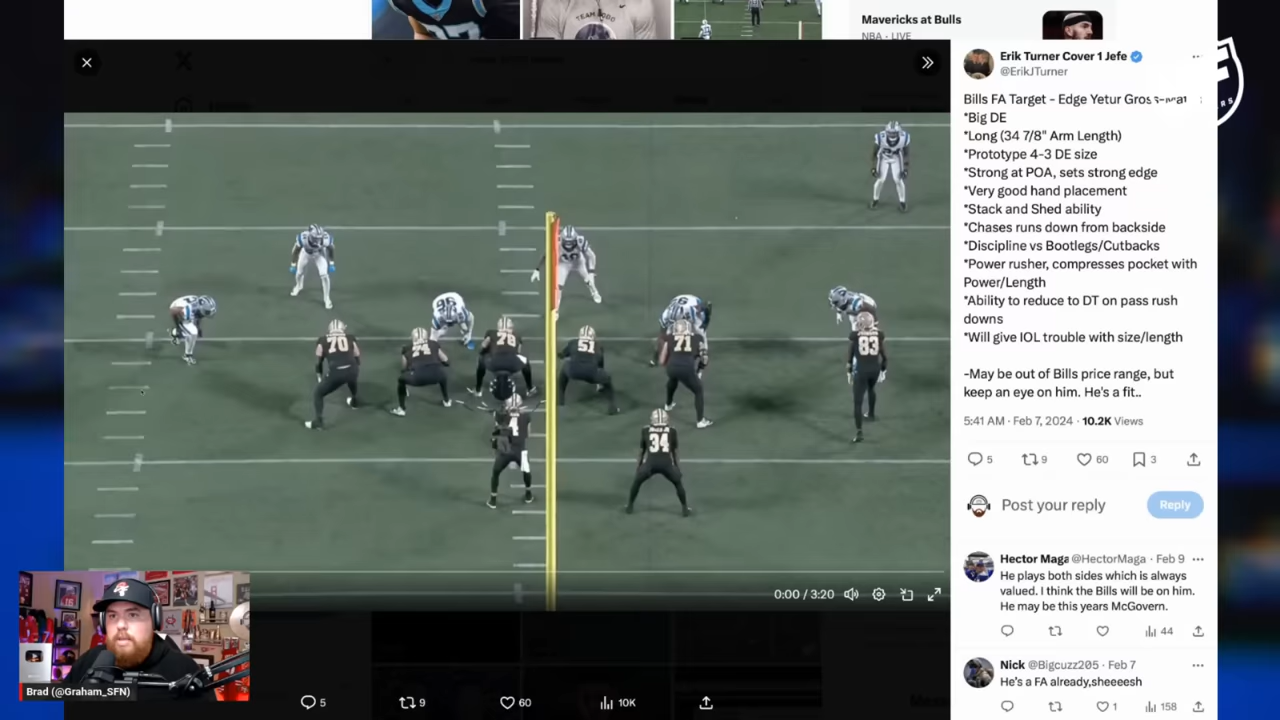 TEAM
Mavericks at Bulls
NBA · LIVE
Erik Turner Cover 1 Jefe
@ErikJTurner
Bills FA Target - Edge Yetur
*Big DE
*Long (34 7/8" Arm Length)
*Prototype 4-3 DE size
*Strong at POA, sets strong edge
*Very good hand placement
*Stack and Shed ability
*Chases runs down from backside
*Discipline vs Bootlegs/Cutbacks
*Power rusher, compresses pocket with
Power/Length
*Ability to reduce to DT on pass rush
downs
*Will give IOL trouble with size/length
-May be out of Bills price range, but
keep an eye on him. He's a fit..
5:41 AM · Feb 7, 2024 · 10.2K Views
5 9 60 3
Post your reply
Reply
Hector Maga @HectorMaga · Feb 9
He plays both sides which is always
valued. I think the Bills will be on him.
He may be this years McGovern.
44
Nick @Bigcuzz205 · Feb 7
He's a FA already,sheeeesh
1 158
70
74
78
51
71
83
4
34
0:00 / 3:20
5 9 60 10K
Brad (@Graham_SFN)